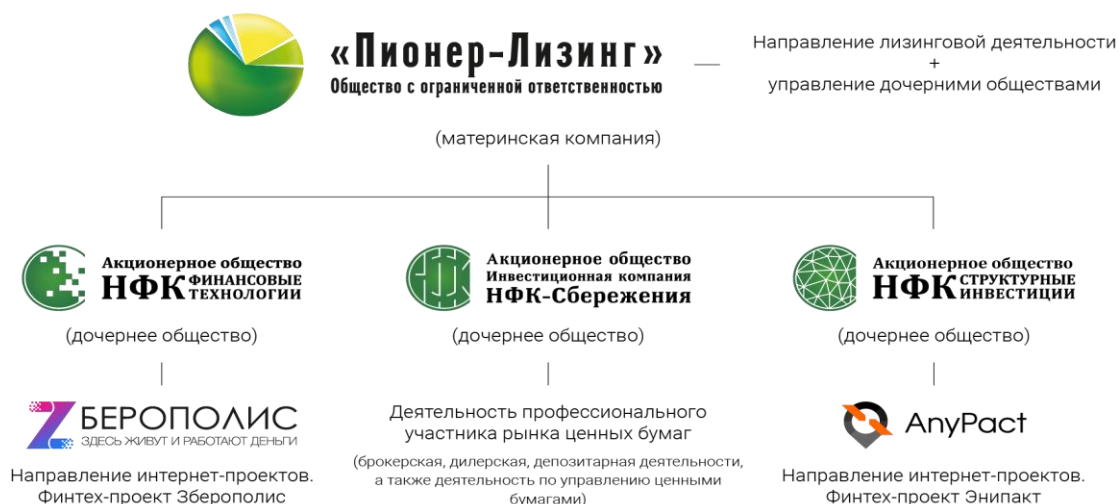 «Пионер-Лизинг»
Общество с ограниченной ответственностью
Направление лизинговой деятельности
+
управление дочерними обществами
(материнская компания)
Акционерное общество
НФК ФИНАНСОВЫЕ ТЕХНОЛОГИИ
(дочернее общество)
ZБЕРОПОЛИС
ЗДЕСЬ ЖИВУТ И РАБОТАЮТ ДЕНЬГИ
Направление интернет-проектов.
Финтех-проект Зберополис
Акционерное общество
Инвестиционная компания
НФК-Сбережения
(дочернее общество)
Деятельность профессионального
участника рынка ценных бумаг
(брокерская, дилерская, депозитарная деятельности,
а также деятельность по управлению ценными
бумагами)
Акционерное общество
НФК СТРУКТУРНЫЕ ИНВЕСТИЦИИ
(дочернее общество)
AnyPact
Направление интернет-проектов.
Финтех-проект Энипакт